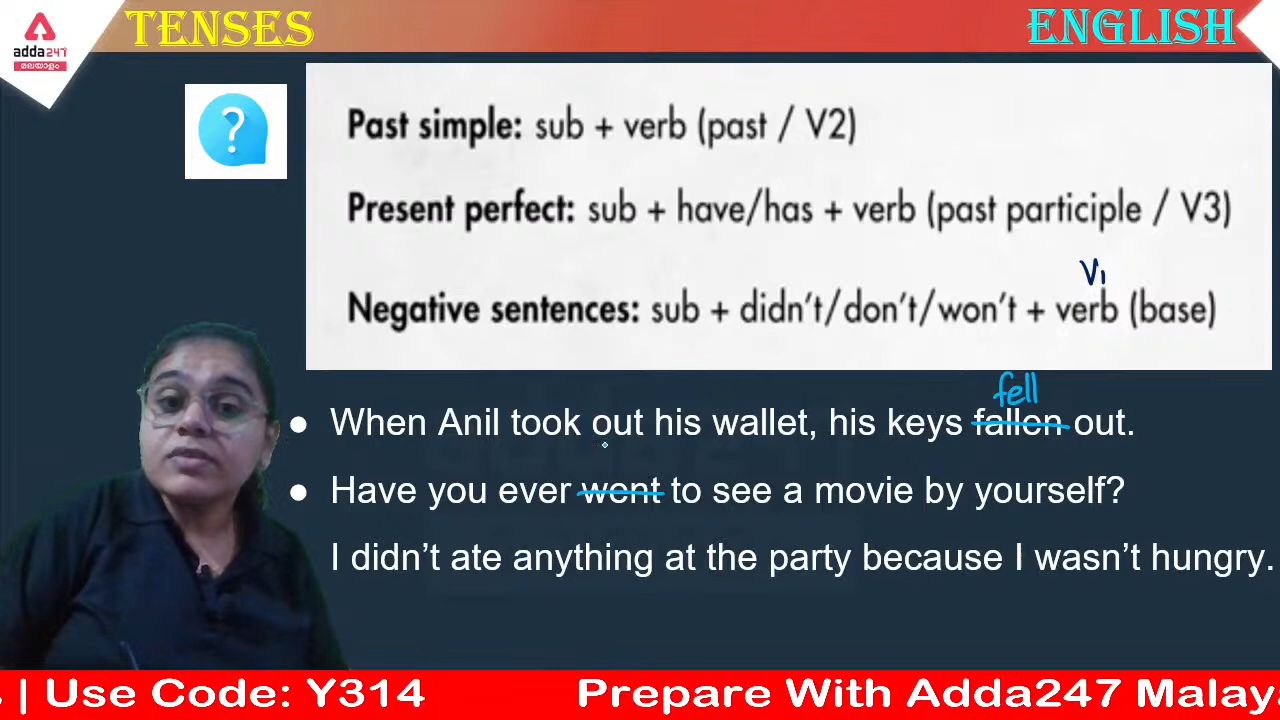 TENSES
ENGLISH
adda247
മലയാളം
?
Past simple: sub + verb (past / V2)
Present perfect: sub + have/has + verb (past participle / V3)
V1
Negative sentences: sub + didn't/don't/won't + verb (base)
fell
• When Anil took out his wallet, his keys fallen out.
• Have you ever went to see a movie by yourself?
I didn't ate anything at the party because I wasn't hungry.
| Use Code: Y314 Prepare With Adda247 Malaya